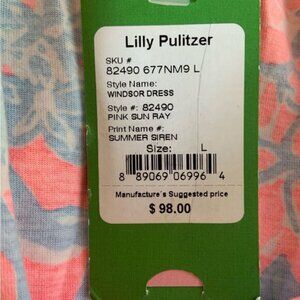 Lilly Pulitzer
SKU #
82490 677NM9 L
Style Name:
WINDSOR DRESS
Style #: 82490
PINK SUN RAY
Print Name #:
SUMMER SIREN
Size: L
8 89069 06996 4
Manufacture's Suggested price
$ 98.00